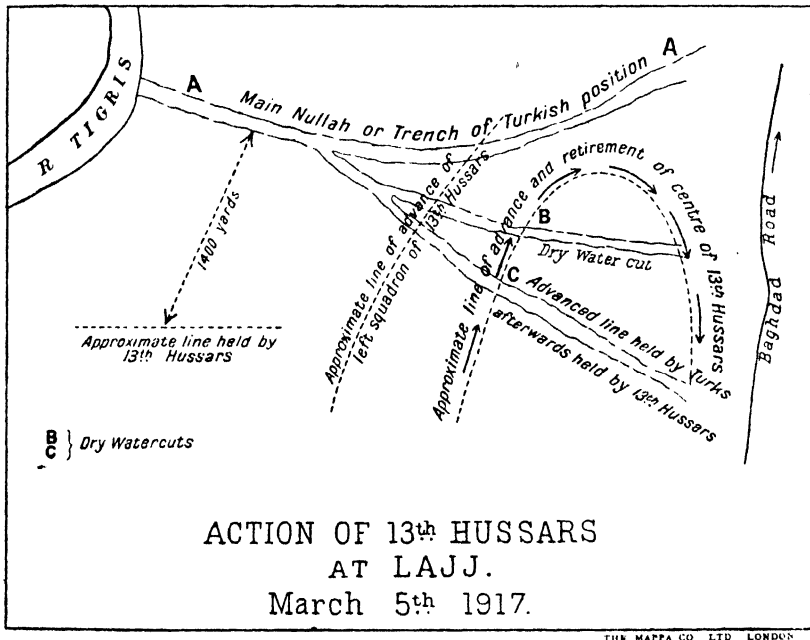 A
A
R TIGRIS
Main Nullah or Trench of Turkish position
1400 yards
Approximate line of advance of
left squadron of 13th Hussars
Approximate line of advance and retirement of centre of 13th Hussars
B
Dry Water cut
C
Advanced line held by Turks
afterwards held by 13th Hussars
Baghdad Road
Approximate line held by
13th Hussars
B
C } Dry Watercuts
ACTION OF 13th HUSSARS
AT LAJJ.
March 5th 1917.
THE MAPPA CO LTD LONDON